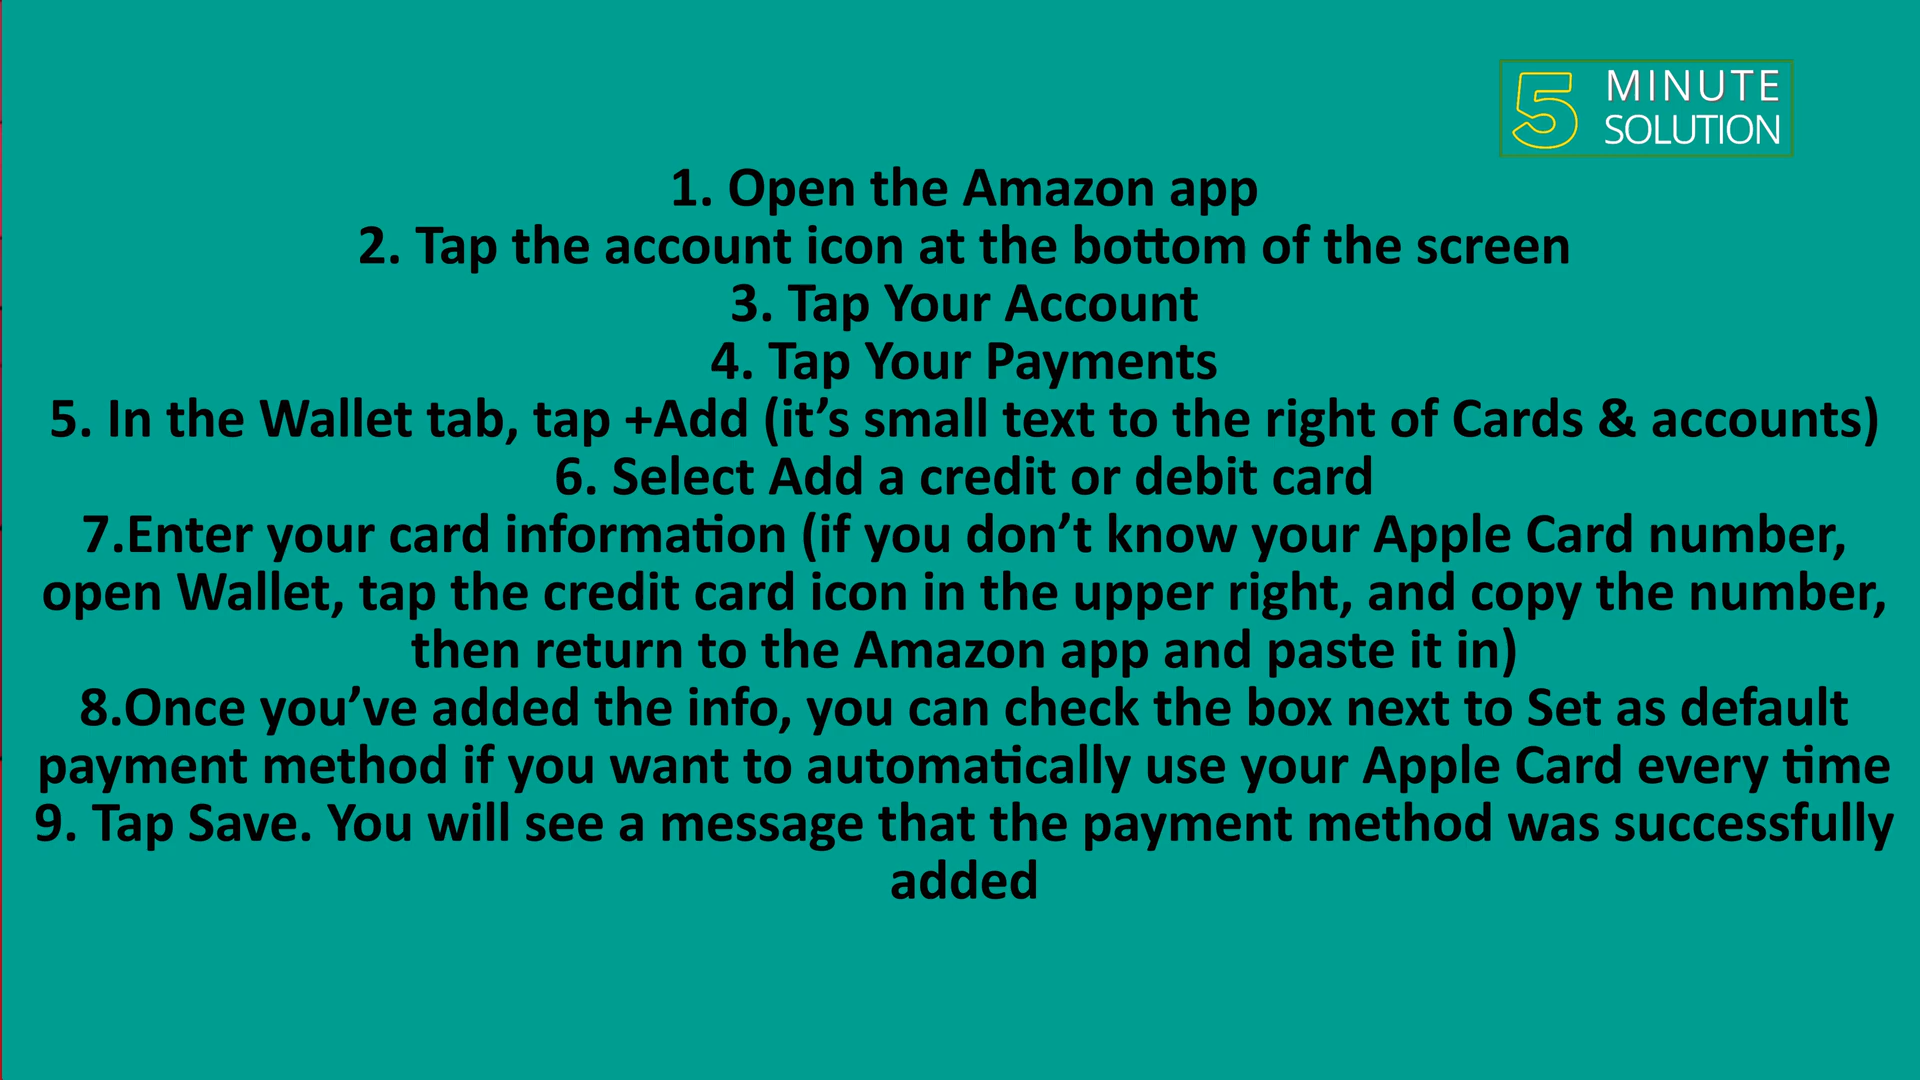 5 MINUTE
SOLUTION
1. Open the Amazon app
2. Tap the account icon at the bottom of the screen
3. Tap Your Account
4. Tap Your Payments
5. In the Wallet tab, tap +Add (it’s small text to the right of Cards & accounts)
6. Select Add a credit or debit card
7.Enter your card information (if you don’t know your Apple Card number,
open Wallet, tap the credit card icon in the upper right, and copy the number,
then return to the Amazon app and paste it in)
8.Once you’ve added the info, you can check the box next to Set as default
payment method if you want to automatically use your Apple Card every time
9. Tap Save. You will see a message that the payment method was successfully
added